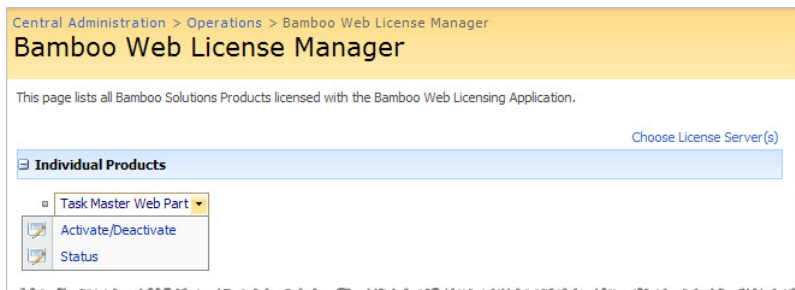 Central Administration > Operations > Bamboo Web License Manager
Bamboo Web License Manager
This page lists all Bamboo Solutions Products licensed with the Bamboo Web Licensing Application.
Choose License Server(s)
Individual Products
Task Master Web Part
Activate/Deactivate
Status